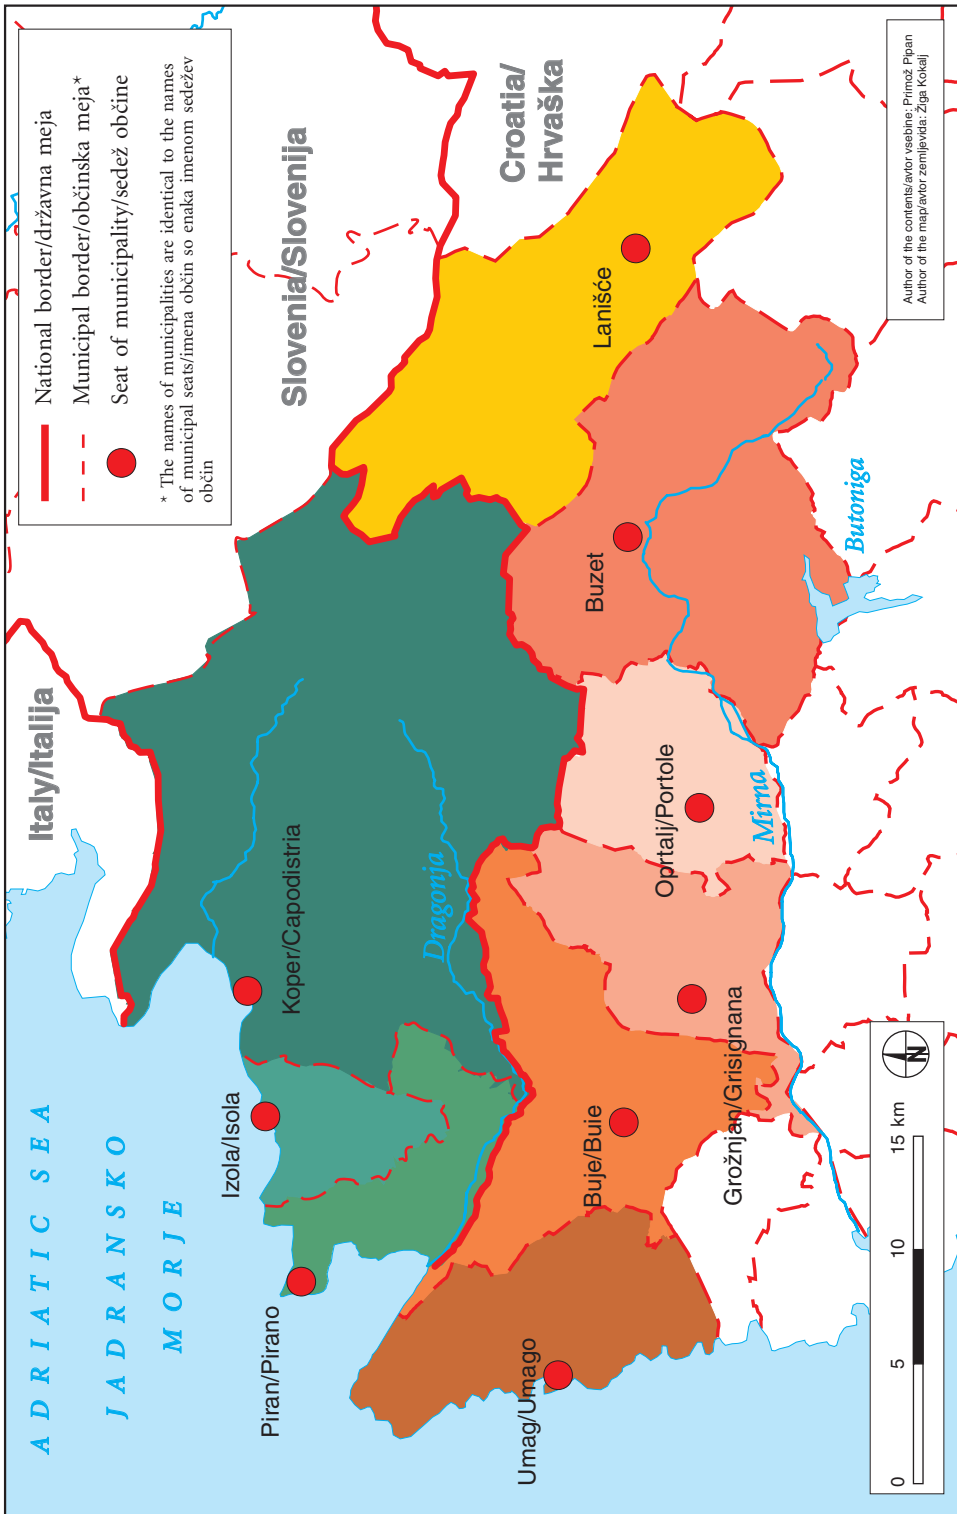 ADRIATIC SEA
JADRANSKO
MORJE
Italy/Italija
Slovenia/Slovenija
Croatia/
Hrvaška
National border/državna meja
Municipal border/občinska meja*
Seat of municipality/sedež občine
* The names of municipalities are identical to the names
of municipal seats/imena občin so enaka imenom sedežev
občin
Koper/Capodistria
Izola/Isola
Piran/Pirano
Dragonja
Umag/Umago
Buje/Buie
Grožnjan/Grisignana
Oprtalj/Portole
Buzet
Lanišće
Mirna
Butoniga
0
5
10
15 km
N
Author of the contents/avtor vsebine: Primož Pipan
Author of the map/avtor zemljevida: Žiga Kokalj